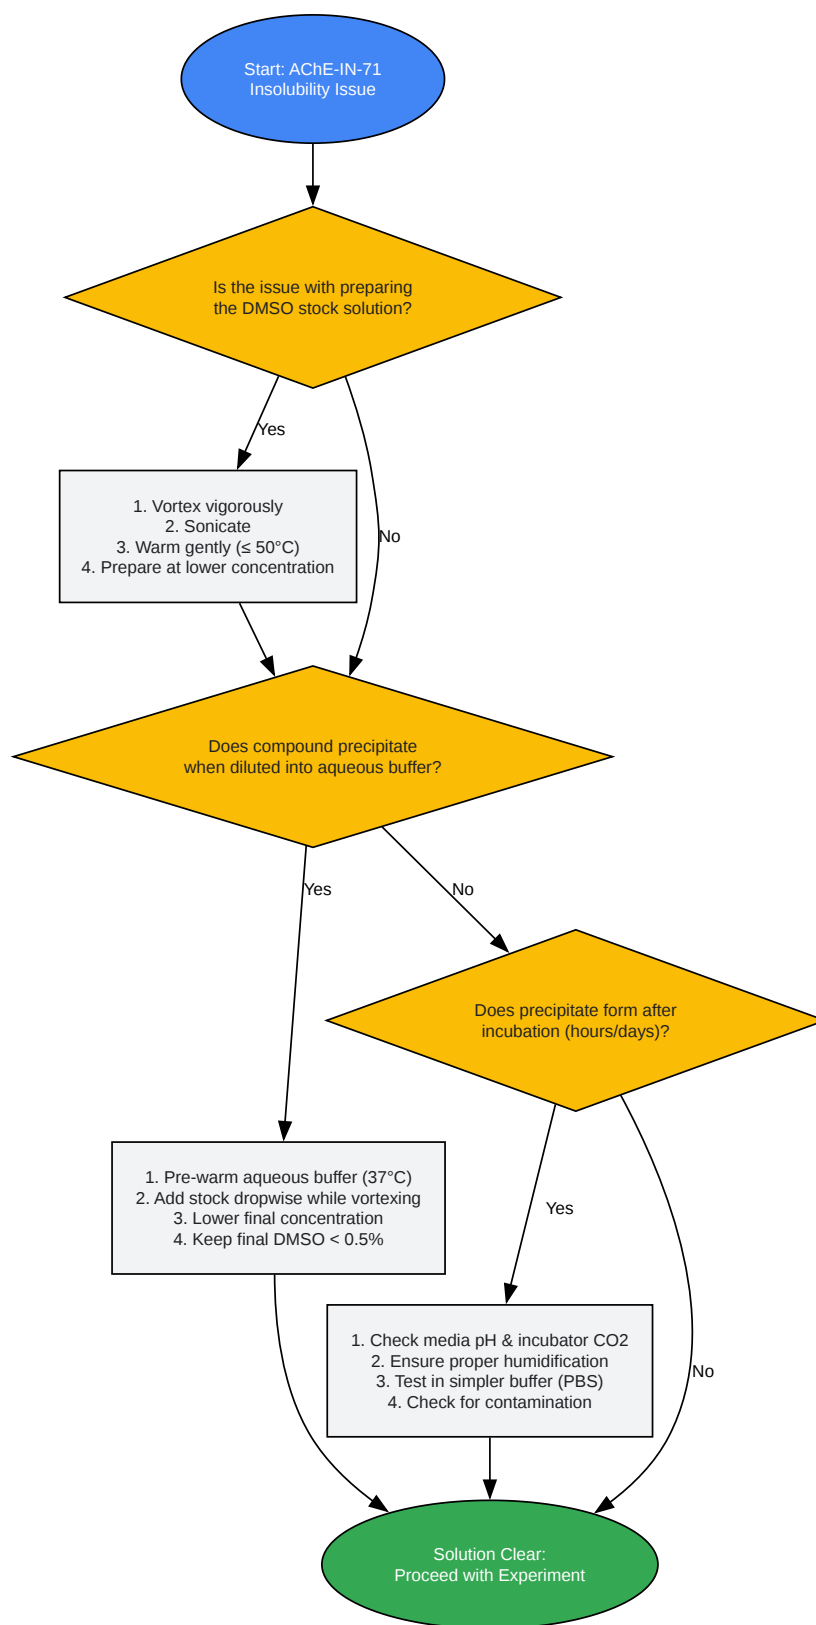 Start: AChE-IN-71
Insolubility Issue
Is the issue with preparing
the DMSO stock solution?
Yes
No
1. Vortex vigorously
2. Sonicate
3. Warm gently (≤ 50°C)
4. Prepare at lower concentration
Does compound precipitate
when diluted into aqueous buffer?
Yes
No
Does precipitate form after
incubation (hours/days)?
1. Pre-warm aqueous buffer (37°C)
2. Add stock dropwise while vortexing
3. Lower final concentration
4. Keep final DMSO < 0.5%
Yes
No
1. Check media pH & incubator CO2
2. Ensure proper humidification
3. Test in simpler buffer (PBS)
4. Check for contamination
Solution Clear:
Proceed with Experiment